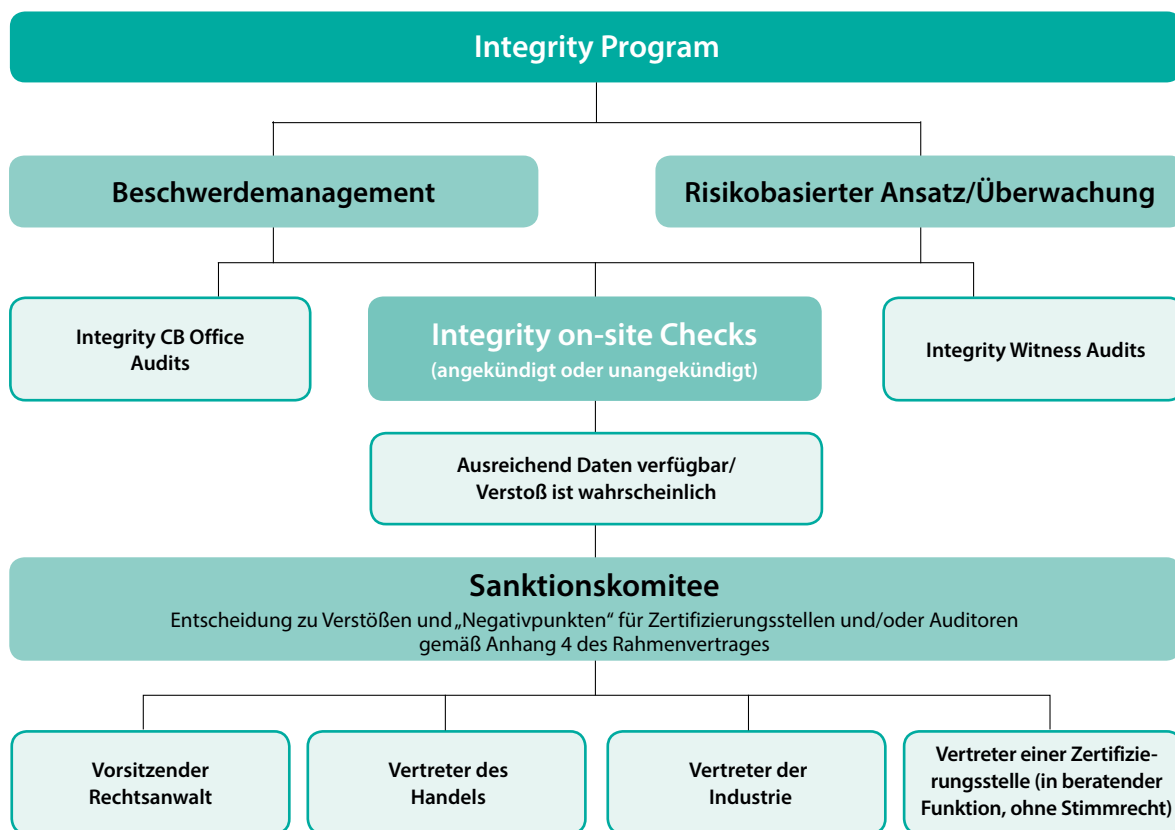 Integrity Program
Beschwerdemanagement
Risikobasierter Ansatz/Überwachung
Integrity CB Office
Audits
Integrity on-site Checks
(angekündigt oder unangekündigt)
Integrity Witness Audits
Ausreichend Daten verfügbar/
Verstoß ist wahrscheinlich
Sanktionskomitee
Entscheidung zu Verstößen und „Negativpunkten“ für Zertifizierungsstellen und/oder Auditoren
gemäß Anhang 4 des Rahmenvertrages
Vorsitzender
Rechtsanwalt
Vertreter des
Handels
Vertreter der
Industrie
Vertreter einer Zertifizie-
rungsstelle (in beratender
Funktion, ohne Stimmrecht)